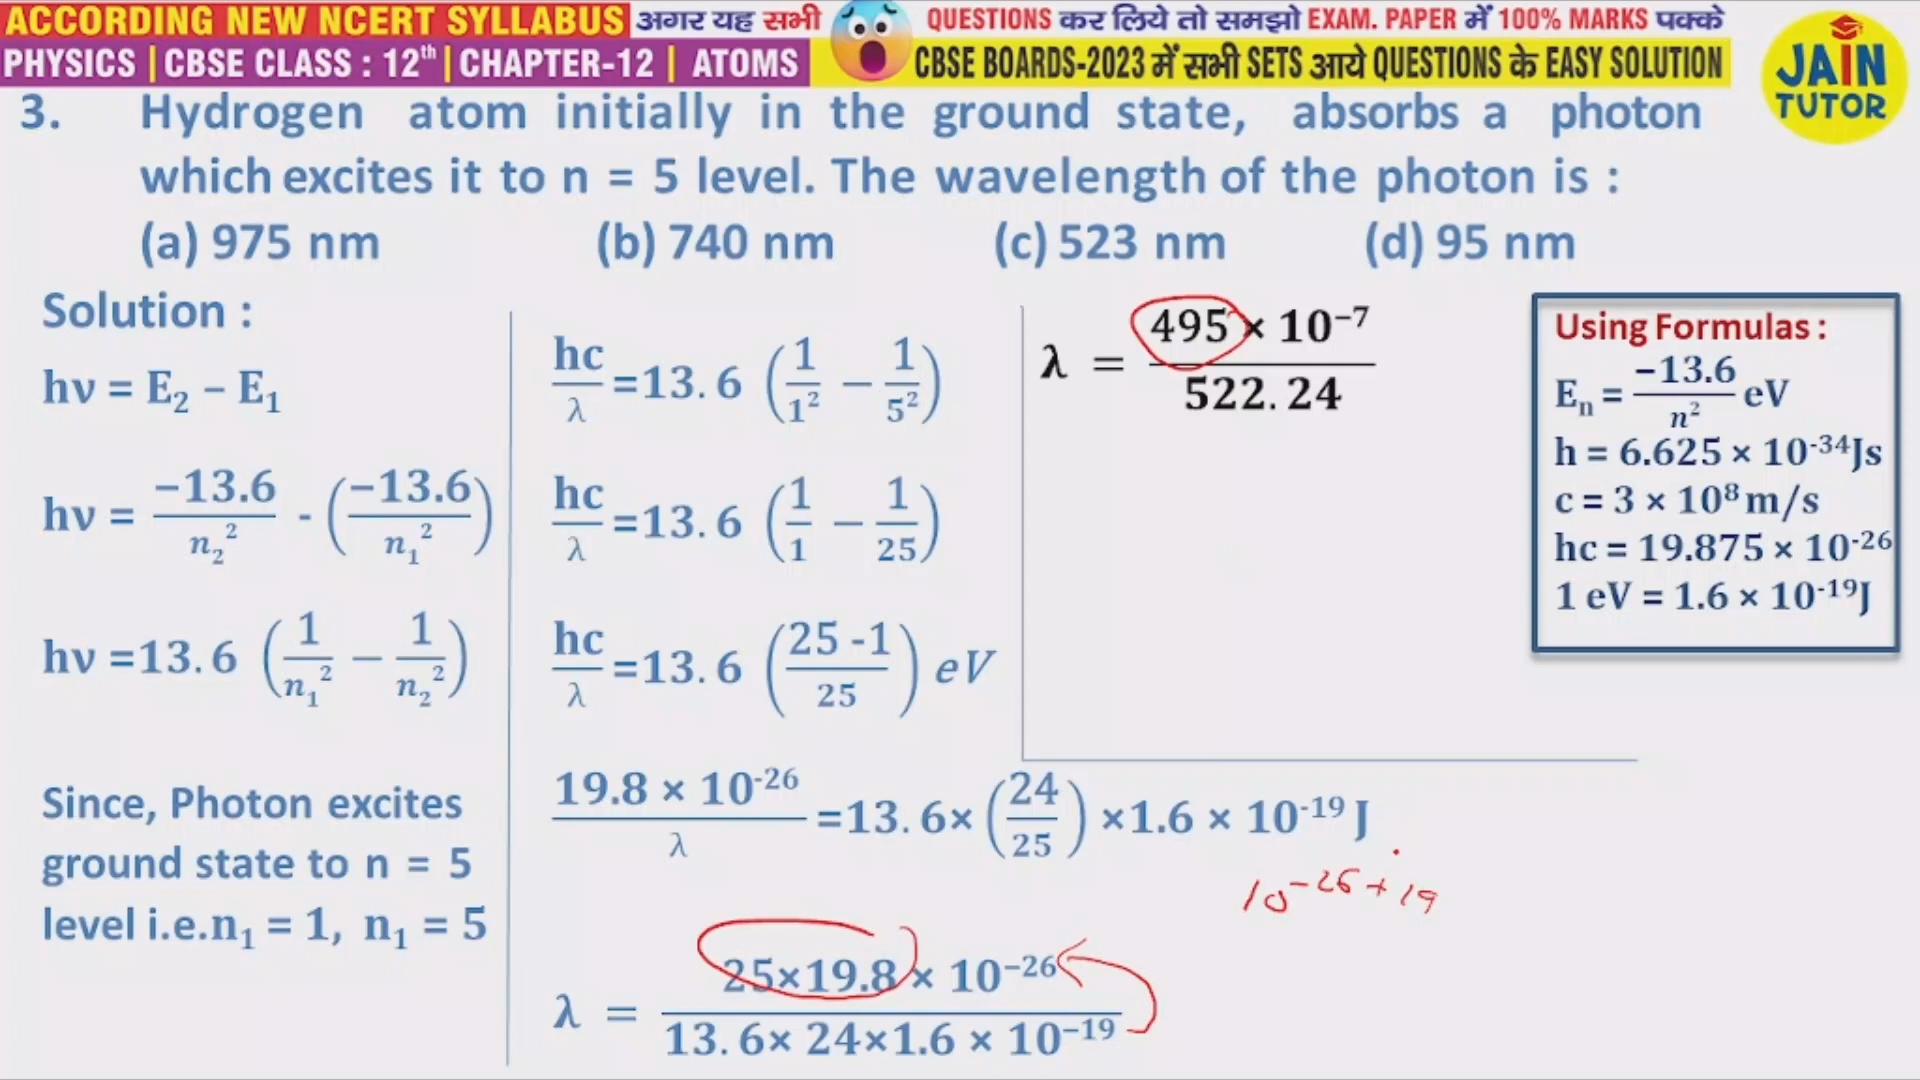 ACCORDING NEW NCERT SYLLABUS अगर यह सभी QUESTIONS कर लिये तो समझो EXAM. PAPER में 100% MARKS पक्के
PHYSICS | CBSE CLASS : 12th | CHAPTER-12 | ATOMS CBSE BOARDS-2023 में सभी SETS आये QUESTIONS के EASY SOLUTION
JAIN
TUTOR
3. Hydrogen atom initially in the ground state, absorbs a photon
which excites it to n = 5 level. The wavelength of the photon is :
(a) 975 nm (b) 740 nm (c) 523 nm (d) 95 nm
Solution :
hν = E₂ − E₁
hν = −13.6/n₂² - (−13.6/n₁²)
hν =13.6 (1/n₁² − 1/n₂²)
Since, Photon excites
ground state to n = 5
level i.e.n₁ = 1, n₁ = 5
hc/λ =13.6 (1/1² − 1/5²)
hc/λ =13.6 (1/1 − 1/25)
hc/λ =13.6 (25 -1/25) eV
19.8 × 10⁻²⁶/λ =13.6× (24/25) ×1.6 × 10⁻¹⁹ J
10⁻²⁶⁺¹⁹
λ = 25×19.8 × 10⁻²⁶/13.6× 24×1.6 × 10⁻¹⁹
λ = 495 × 10⁻⁷/522.24
Using Formulas :
Eₙ = −13.6/n² eV
h = 6.625 × 10⁻³⁴Js
c = 3 × 10⁸ m/s
hc = 19.875 × 10⁻²⁶
1 eV = 1.6 × 10⁻¹⁹J